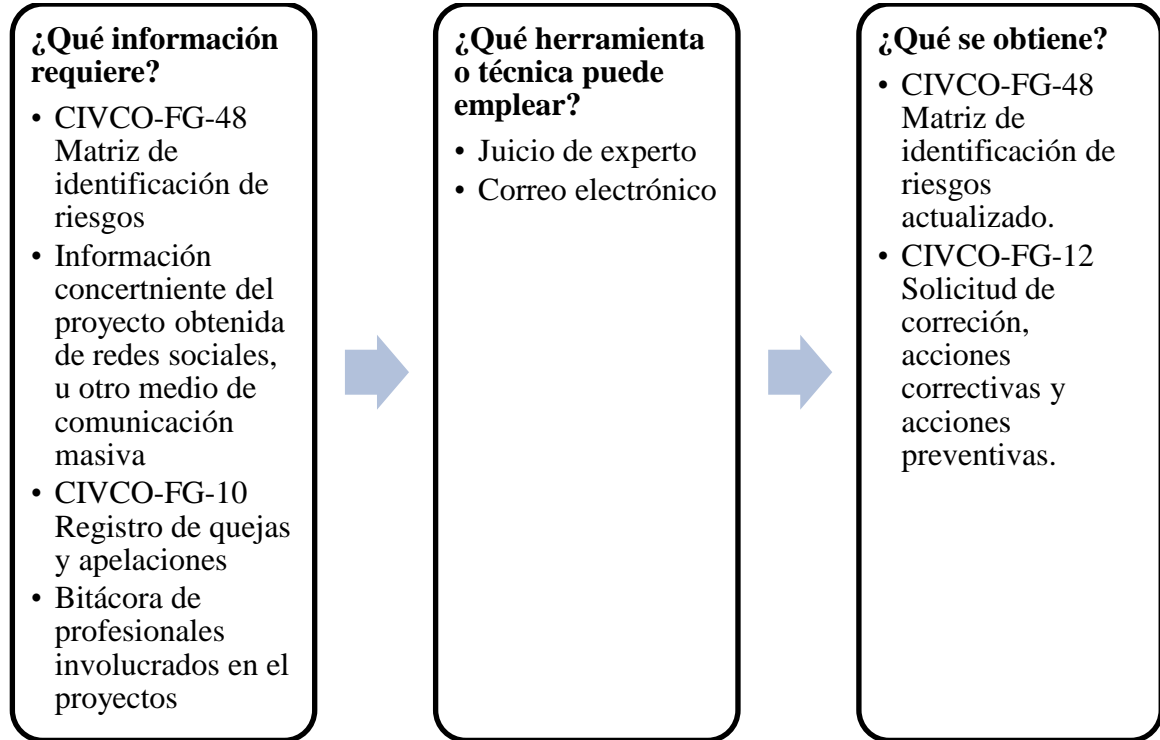 ¿Qué información
requiere?
• CIVCO-FG-48
Matriz de
identificación de
riesgos
• Información
concertniente del
proyecto obtenida
de redes sociales,
u otro medio de
comunicación
masiva
• CIVCO-FG-10
Registro de quejas
y apelaciones
• Bitácora de
profesionales
involucrados en el
proyectos
¿Qué herramienta
o técnica puede
emplear?
• Juicio de experto
• Correo electrónico
¿Qué se obtiene?
• CIVCO-FG-48
Matriz de
identificación de
riesgos
actualizado.
• CIVCO-FG-12
Solicitud de
correción,
acciones
correctivas y
acciones
preventivas.